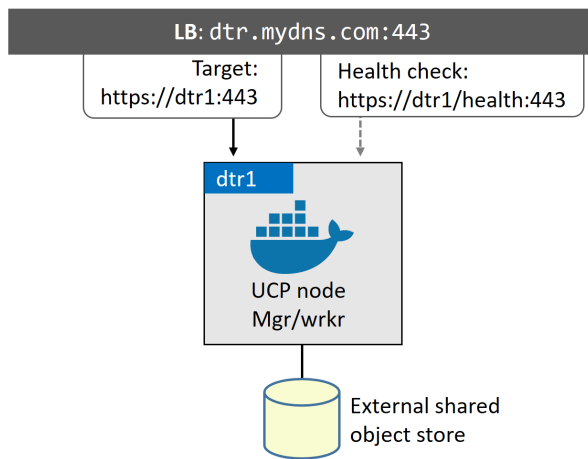 LB: dtr.mydns.com:443
Target:
https://dtr1:443
Health check:
https://dtr1/health:443
dtr1
UCP node
Mgr/wrkr
External shared
object store